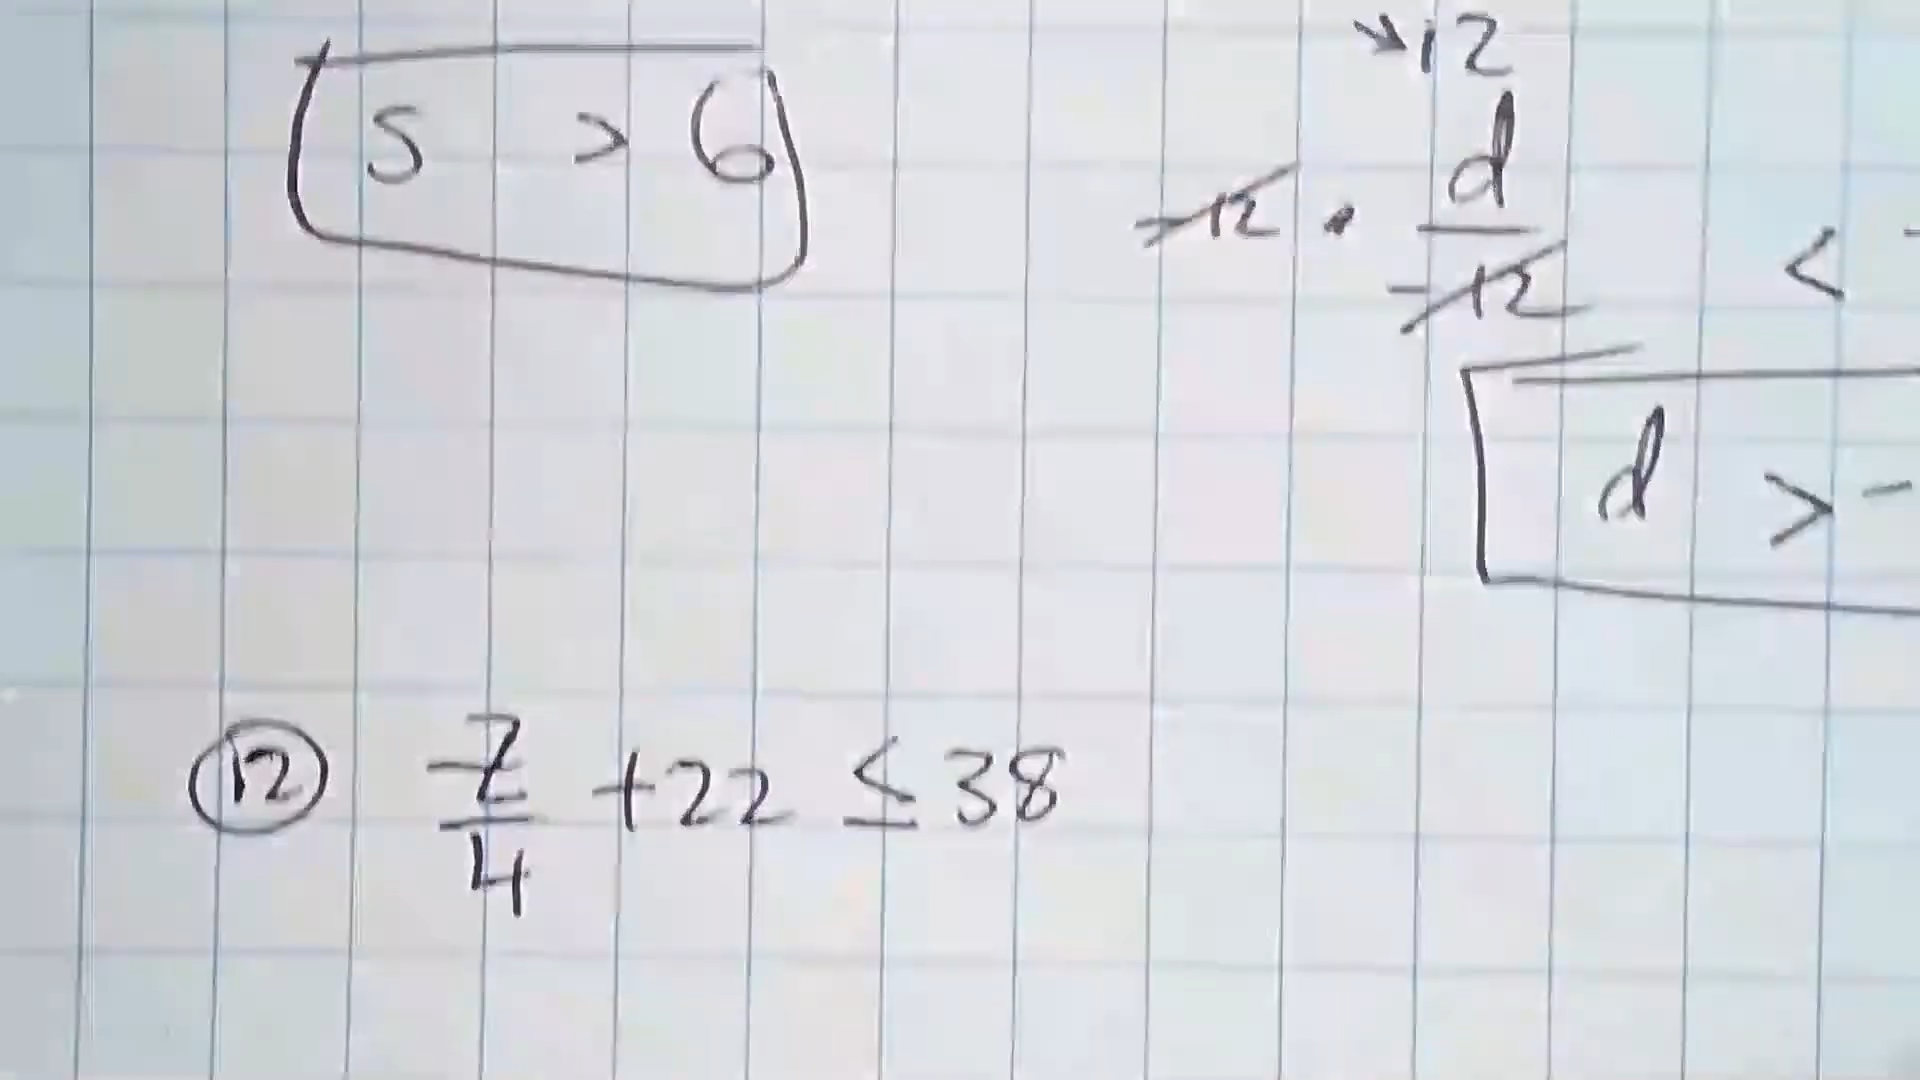 s > 6
12
-12 · d/-12 <
d > -
12 z/4 + 22 ≤ 38